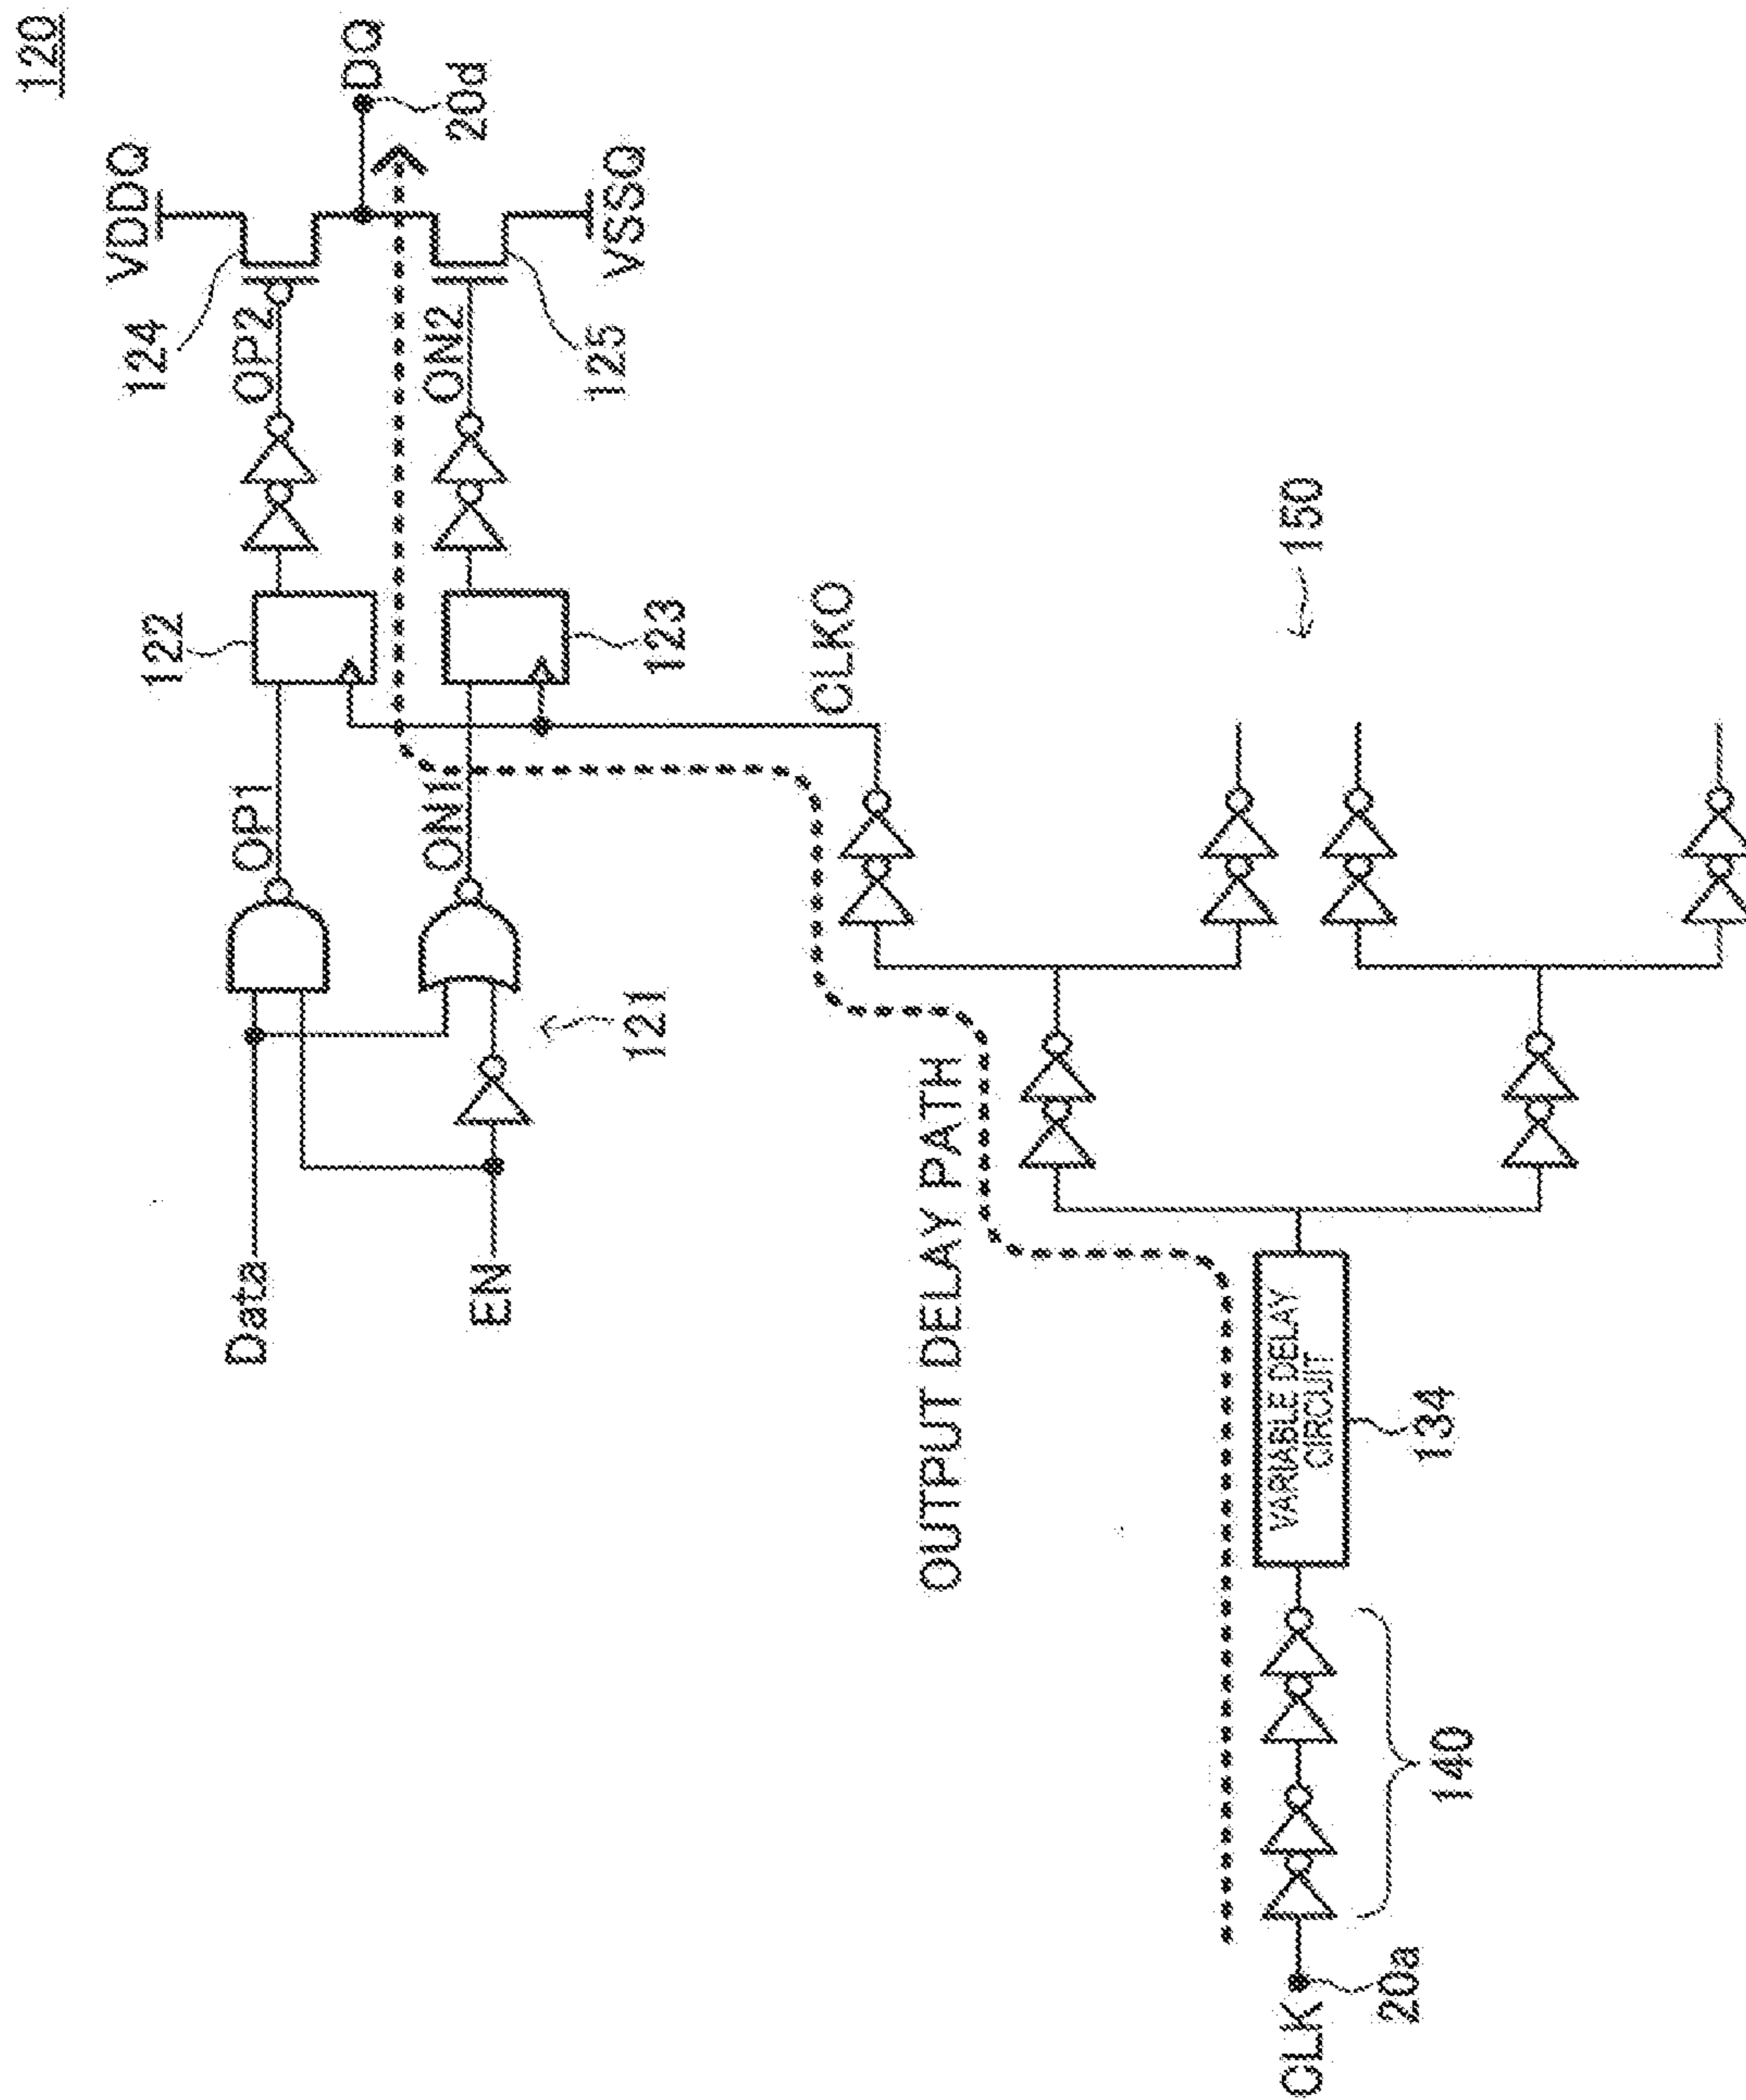 120
VDDQ
124
OP2
122
OP1
Data
DQ
20d
ON2
ON1
EN
VSSQ
125
123
121
CLKO
OUTPUT DELAY PATH
150
VARIABLE DELAY
CIRCUIT
134
CLK
20a
140